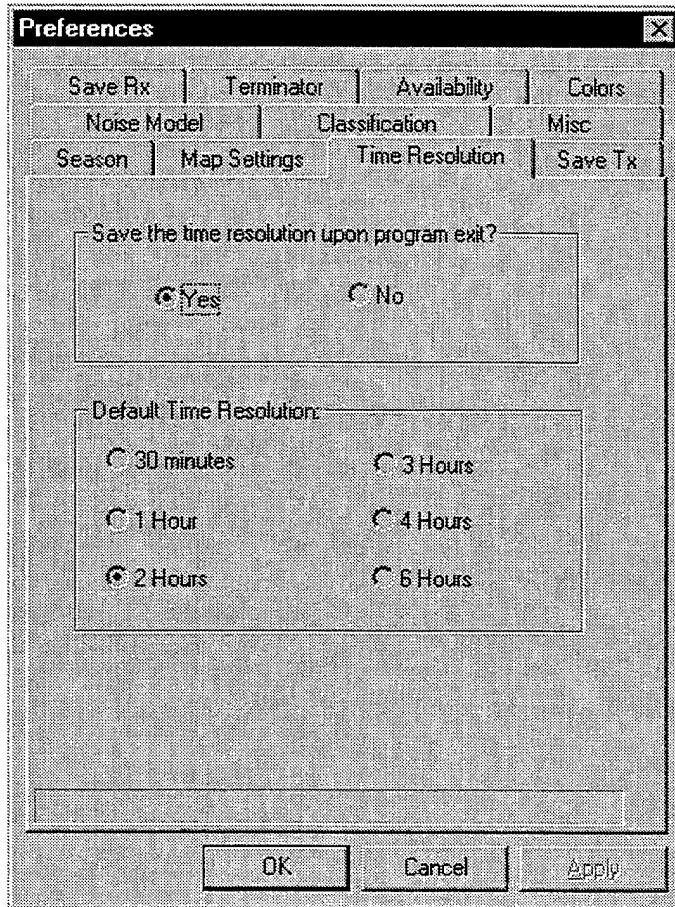 Preferences
Save Rx Terminator Availability Colors
Noise Model Classification Misc
Season Map Settings Time Resolution Save Tx
Save the time resolution upon program exit?
Yes No
Default Time Resolution:
30 minutes 3 Hours
1 Hour 4 Hours
2 Hours 6 Hours
OK Cancel Apply